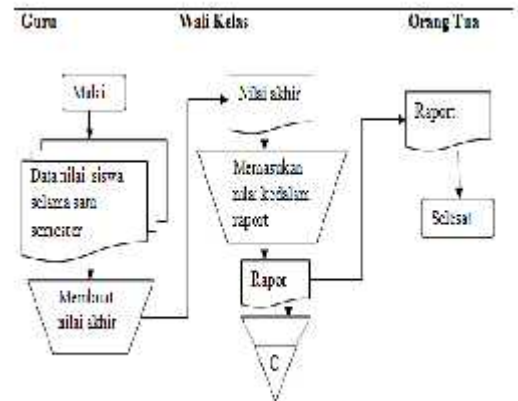 Guru
Wali Kelas
Orang Tua
Mulai
Data nilai siswa
selama satu
semester
Membuat
nilai akhir
Nilai akhir
Memasukan
nilai kedalam
raport
Rapor
C
Raport
Selesai